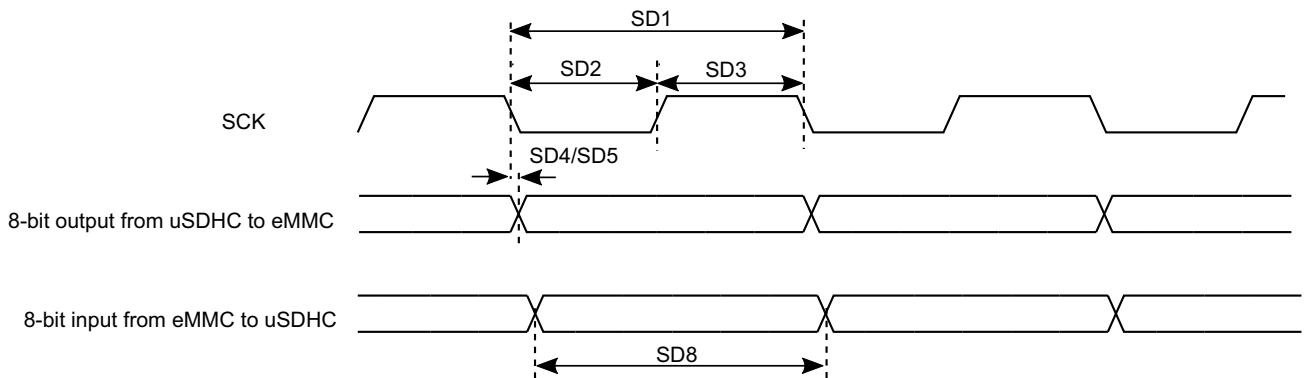 SD1
SD2 SD3
SCK
SD4/SD5
8-bit output from uSDHC to eMMC
8-bit input from eMMC to uSDHC
SD8